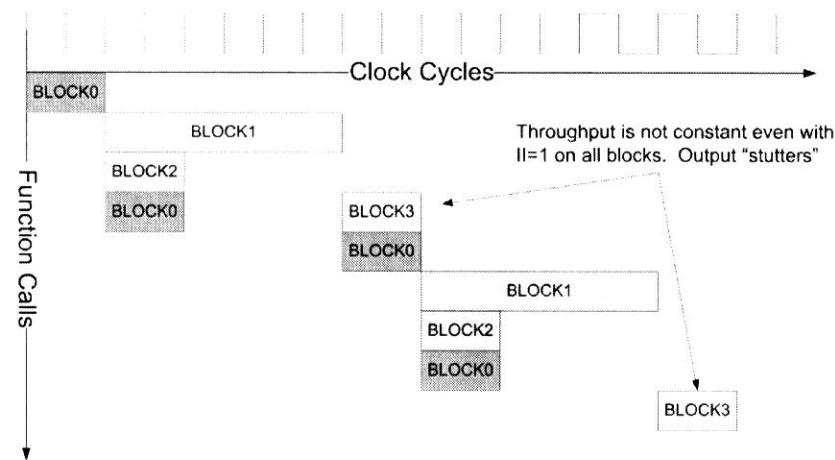 Clock Cycles
BLOCK0
BLOCK1
Throughput is not constant even with
II=1 on all blocks. Output "stutters"
BLOCK2
Function Calls
BLOCK0
BLOCK3
BLOCK0
BLOCK1
BLOCK2
BLOCK0
BLOCK3